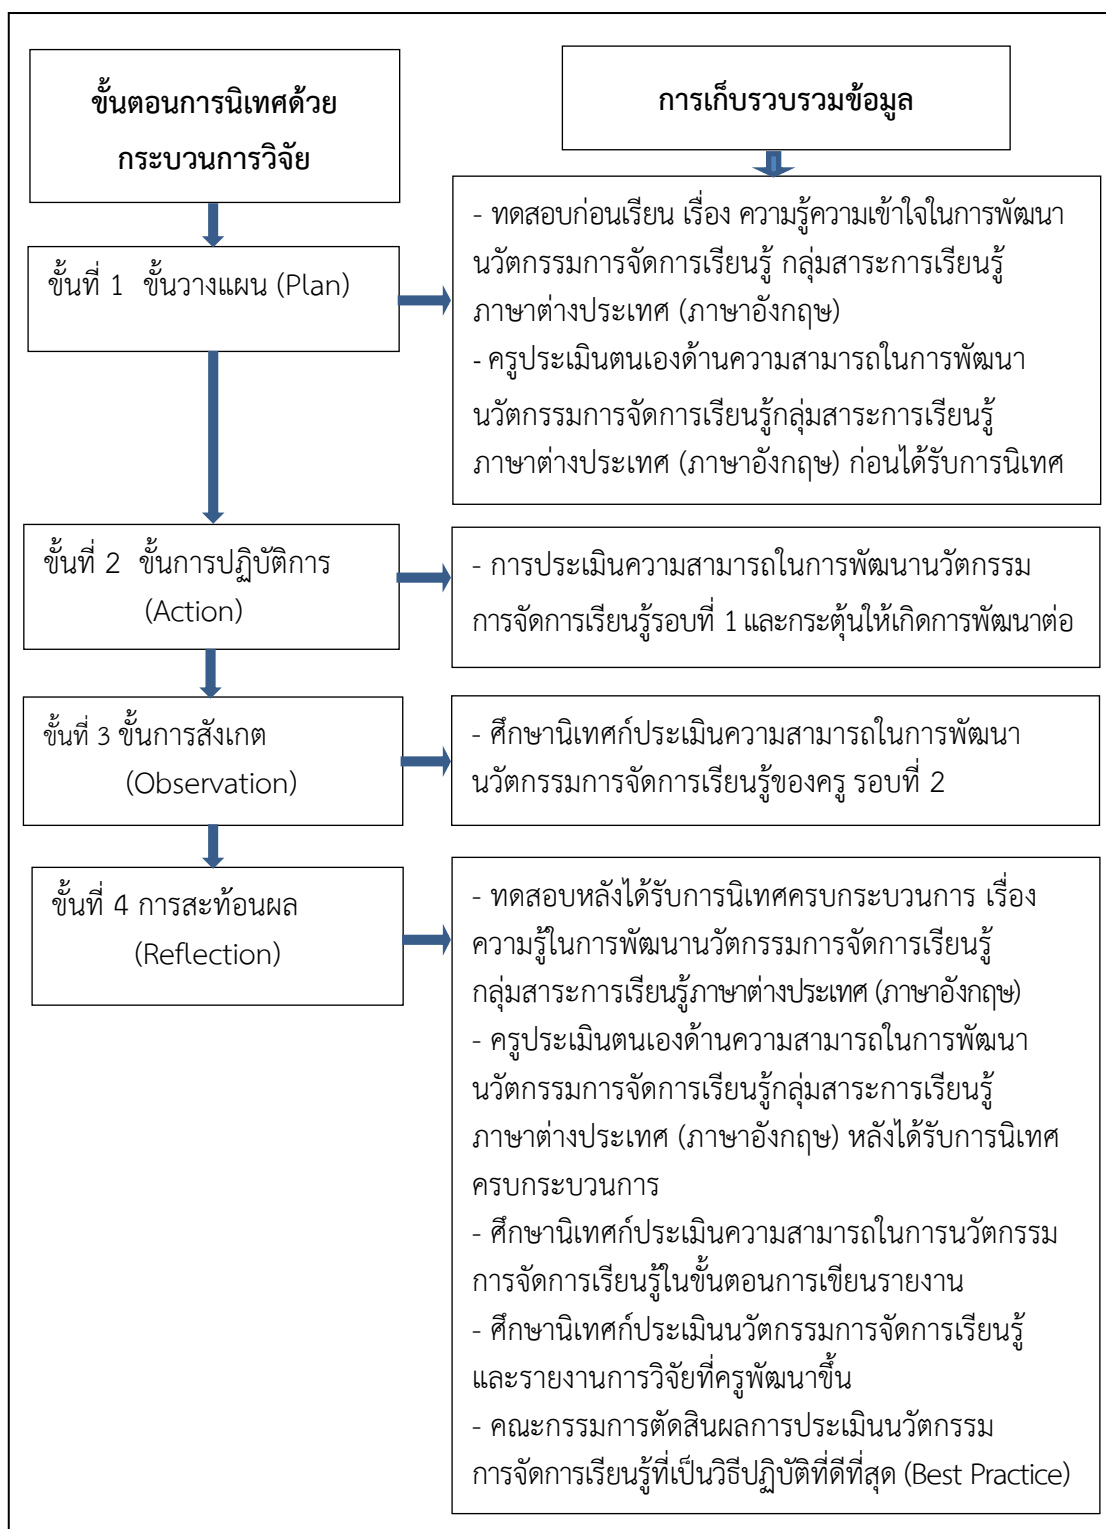 ขั้นตอนการนิเทศด้วย
กระบวนการวิจัย
การเก็บรวบรวมข้อมูล
ขั้นที่ 1 ขั้นวางแผน (Plan)
- ทดสอบก่อนเรียน เรื่อง ความรู้ความเข้าใจในการพัฒนา
นวัตกรรมการจัดการเรียนรู้ กลุ่มสาระการเรียนรู้
ภาษาต่างประเทศ (ภาษาอังกฤษ)
- ครูประเมินตนเองด้านความสามารถในการพัฒนา
นวัตกรรมการจัดการเรียนรู้กลุ่มสาระการเรียนรู้
ภาษาต่างประเทศ (ภาษาอังกฤษ) ก่อนได้รับการนิเทศ
ขั้นที่ 2 ขั้นการปฏิบัติการ
(Action)
- การประเมินความสามารถในการพัฒนานวัตกรรม
การจัดการเรียนรู้รอบที่ 1 และกระตุ้นให้เกิดการพัฒนาต่อ
ขั้นที่ 3 ขั้นการสังเกต
(Observation)
- ศึกษานิเทศก์ประเมินความสามารถในการพัฒนา
นวัตกรรมการจัดการเรียนรู้ของครู รอบที่ 2
ขั้นที่ 4 การสะท้อนผล
(Reflection)
- ทดสอบหลังได้รับการนิเทศครบกระบวนการ เรื่อง
ความรู้ในการพัฒนานวัตกรรมการจัดการเรียนรู้
กลุ่มสาระการเรียนรู้ภาษาต่างประเทศ (ภาษาอังกฤษ)
- ครูประเมินตนเองด้านความสามารถในการพัฒนา
นวัตกรรมการจัดการเรียนรู้กลุ่มสาระการเรียนรู้
ภาษาต่างประเทศ (ภาษาอังกฤษ) หลังได้รับการนิเทศ
ครบกระบวนการ
- ศึกษานิเทศก์ประเมินความสามารถในการนวัตกรรม
การจัดการเรียนรู้ในขั้นตอนการเขียนรายงาน
- ศึกษานิเทศก์ประเมินนวัตกรรมการจัดการเรียนรู้
และรายงานการวิจัยที่ครูพัฒนาขึ้น
- คณะกรรมการตัดสินผลการประเมินนวัตกรรม
การจัดการเรียนรู้ที่เป็นวิธีปฏิบัติที่ดีที่สุด (Best Practice)